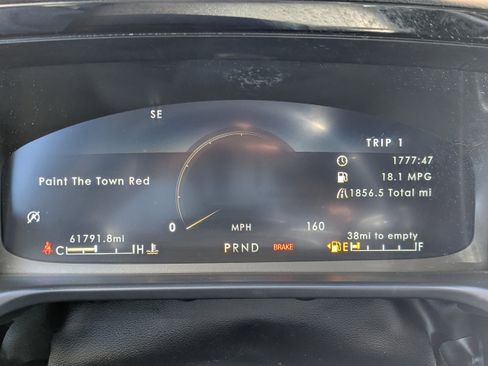 SE
TRIP 1
1777:47
18.1 MPG
1856.5 Total mi
Paint The Town Red
0 MPH 160
61791.8mi
38mi to empty
C H
PRND
BRAKE
E F